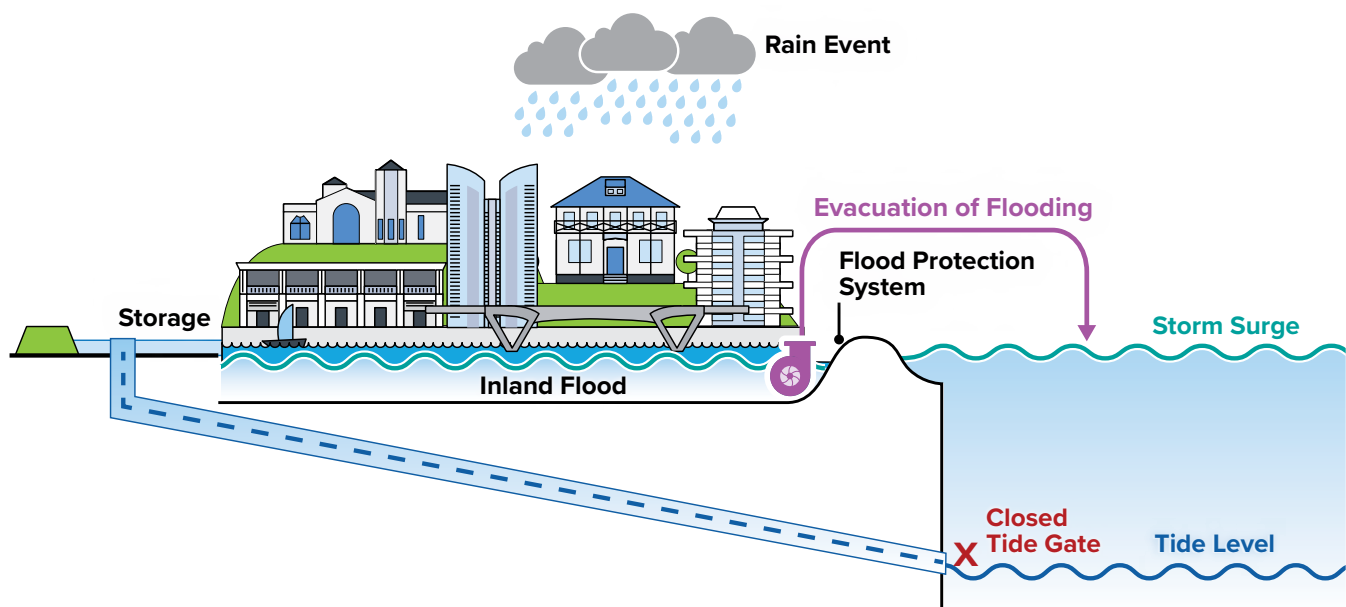 Rain Event
Evacuation of Flooding
Flood Protection
System
Storage
Storm Surge
Inland Flood
Closed
Tide Gate
X
Tide Level